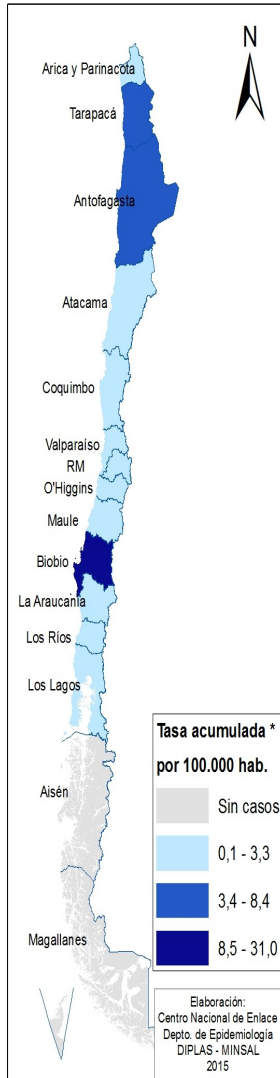 N
Arica y Parinacota
Tarapacá
Antofagasta
Atacama
Coquimbo
Valparaíso
RM
O'Higgins
Maule
Biobio
La Araucanía
Los Ríos
Los Lagos
Aisén
Magallanes
Tasa acumulada *
por 100.000 hab.
Sin casos
0,1 - 3,3
3,4 - 8,4
8,5 - 31,0
Elaboración:
Centro Nacional de Enlace
Depto. de Epidemiología
DIPLAS - MINSAL
2015